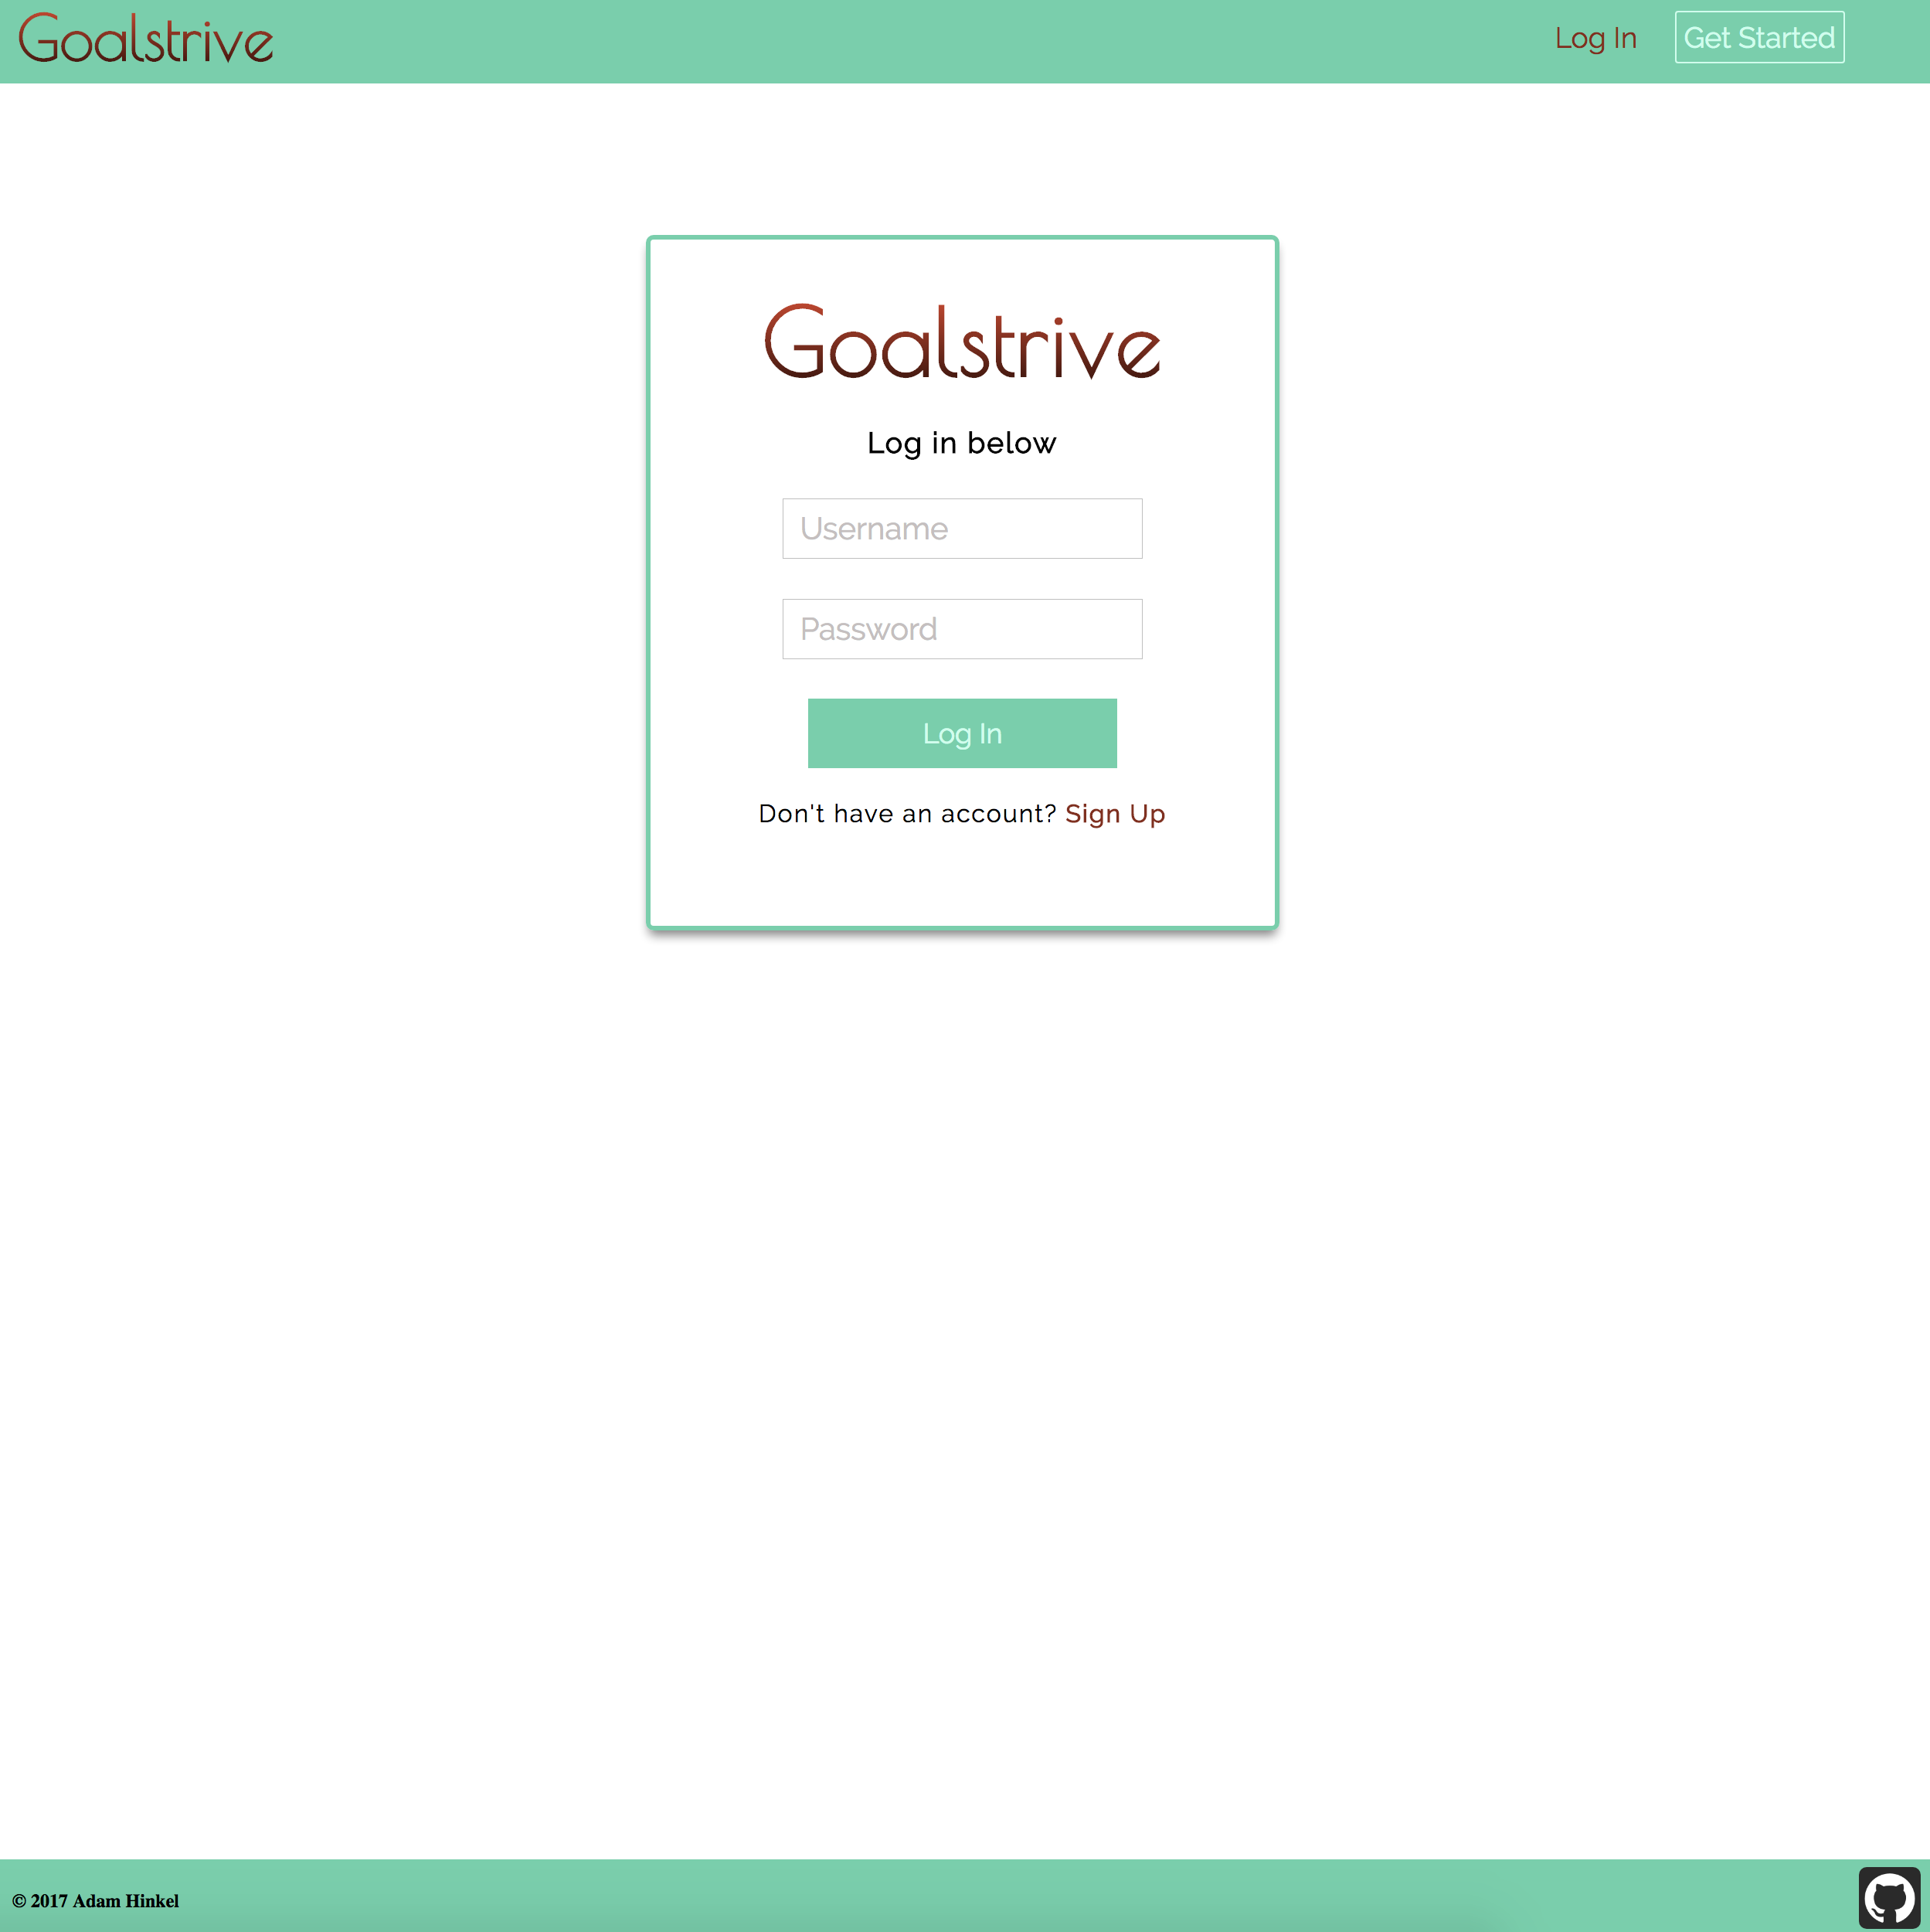 Goalstrive
Log In
Get Started
Goalstrive
Log in below
Username
Password
Log In
Don't have an account? Sign Up
© 2017 Adam Hinkel